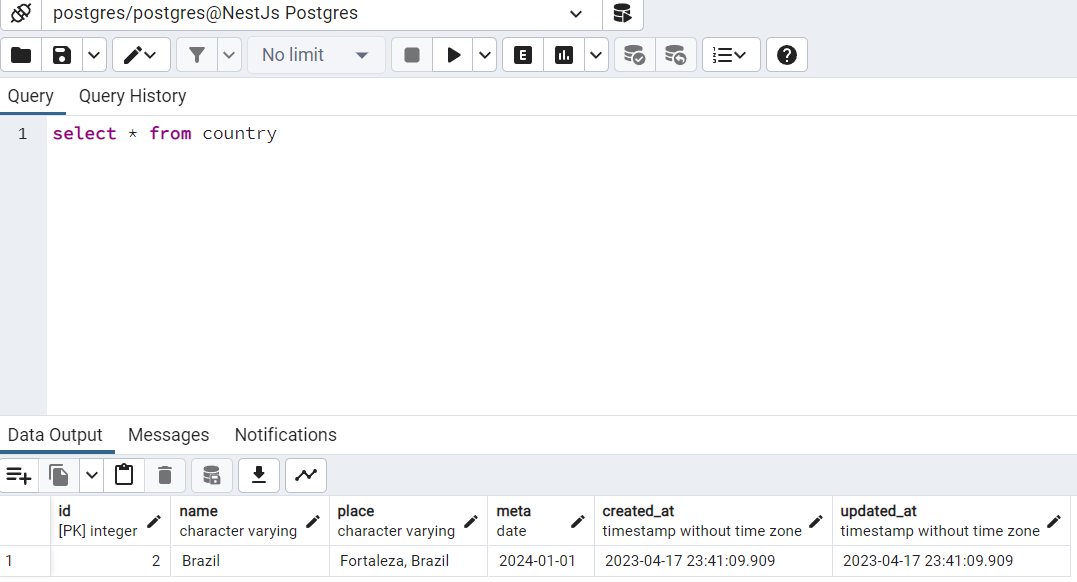 postgres/postgres@NestJs Postgres
No limit
E
Query Query History
1 select * from country
Data Output Messages Notifications
id name place meta created_at updated_at
[PK] integer character varying character varying date timestamp without time zone timestamp without time zone
1 2 Brazil Fortaleza, Brazil 2024-01-01 2023-04-17 23:41:09.909 2023-04-17 23:41:09.909